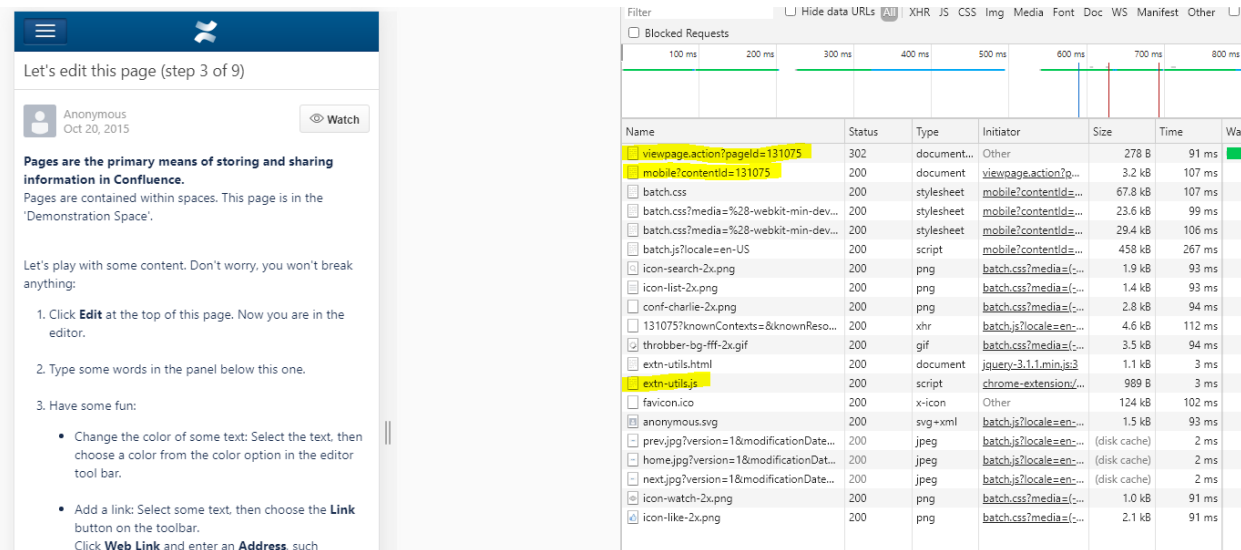 Let's edit this page (step 3 of 9)
Anonymous
Oct 20, 2015
Watch
Pages are the primary means of storing and sharing
information in Confluence.
Pages are contained within spaces. This page is in the
'Demonstration Space'.
Let's play with some content. Don't worry, you won't break
anything:
1. Click Edit at the top of this page. Now you are in the
editor.
2. Type some words in the panel below this one.
3. Have some fun:
• Change the color of some text: Select the text, then
choose a color from the color option in the editor
tool bar.
• Add a link: Select some text, then choose the Link
button on the toolbar.
Click Web Link and enter an Address, such
Filter Hide data URLs All XHR JS CSS Img Media Font Doc WS Manifest Other
Blocked Requests
100 ms 200 ms 300 ms 400 ms 500 ms 600 ms 700 ms 800 ms
Name Status Type Initiator Size Time Wa
viewpage.action?pageId=131075 302 document... Other 278 B 91 ms
mobile?contentId=131075 200 document viewpage.action?p... 3.2 kB 107 ms
batch.css 200 stylesheet mobile?contentId=... 67.8 kB 107 ms
batch.css?media=%28-webkit-min-dev... 200 stylesheet mobile?contentId=... 23.6 kB 99 ms
batch.css?media=%28-webkit-min-dev... 200 stylesheet mobile?contentId=... 29.4 kB 106 ms
batch.js?locale=en-US 200 script mobile?contentId=... 458 kB 267 ms
icon-search-2x.png 200 png batch.css?media=(-... 1.9 kB 93 ms
icon-list-2x.png 200 png batch.css?media=(-... 1.4 kB 93 ms
conf-charlie-2x.png 200 png batch.css?media=(-... 2.8 kB 94 ms
131075?knownContexts=&knownReso... 200 xhr batch.js?locale=en-... 4.6 kB 112 ms
throbber-bg-fff-2x.gif 200 gif batch.css?media=(-... 3.5 kB 94 ms
extn-utils.html 200 document jquery-3.1.1.min.js:3 1.1 kB 3 ms
extn-utils.js 200 script chrome-extension:/... 989 B 3 ms
favicon.ico 200 x-icon Other 124 kB 102 ms
anonymous.svg 200 svg+xml batch.js?locale=en-... 1.5 kB 93 ms
prev.jpg?version=1&modificationDate... 200 jpeg batch.js?locale=en-... (disk cache) 2 ms
home.jpg?version=1&modificationDat... 200 jpeg batch.js?locale=en-... (disk cache) 2 ms
next.jpg?version=1&modificationDate... 200 jpeg batch.js?locale=en-... (disk cache) 2 ms
icon-watch-2x.png 200 png batch.css?media=(-... 1.0 kB 91 ms
icon-like-2x.png 200 png batch.css?media=(-... 2.1 kB 91 ms